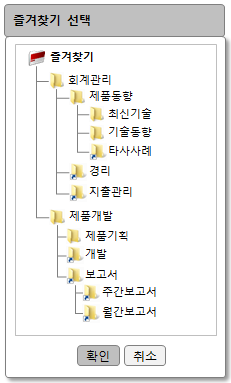 즐겨찾기 선택
즐겨찾기
회계관리
제품동향
최신기술
기술동향
타사사례
경리
지출관리
제품개발
제품기획
개발
보고서
주간보고서
월간보고서
확인 취소